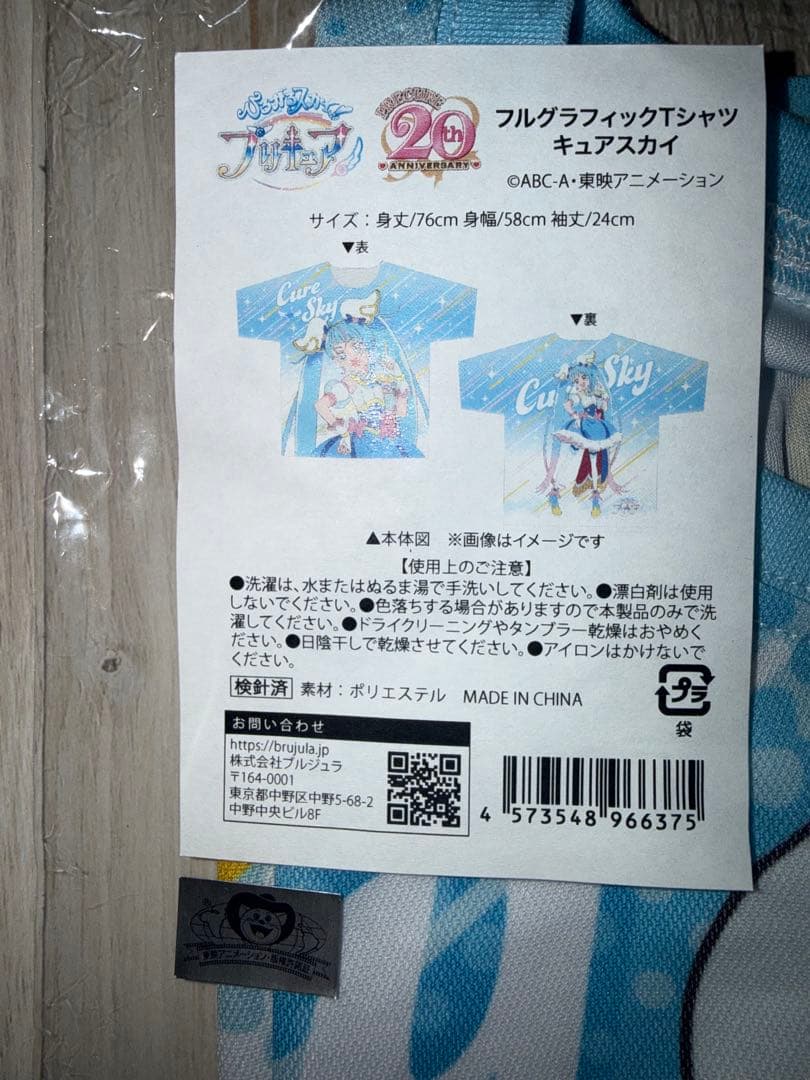 ひろがるスカイ!
プリキュア
PRECURE
20th
ANNIVERSARY
フルグラフィックTシャツ
キュアスカイ
©ABC-A・東映アニメーション
サイズ：身丈/76cm 身幅/58cm 袖丈/24cm
▼表
Cure
Sky
▼裏
Cure Sky
▲本体図 ※画像はイメージです
【使用上のご注意】
●洗濯は、水またはぬるま湯で手洗いしてください。●漂白剤は使用
しないでください。●色落ちする場合がありますので本製品のみで洗
濯してください。●ドライクリーニングやタンブラー乾燥はおやめく
ださい。●日陰干しで乾燥させてください。●アイロンはかけないで
ください。
検針済 素材：ポリエステル MADE IN CHINA
プラ
袋
お問い合わせ
https://brujula.jp
株式会社ブルジュラ
〒164-0001
東京都中野区中野5-68-2
中野中央ビル8F
4 573548 966375
東映アニメーション・版権許諾証